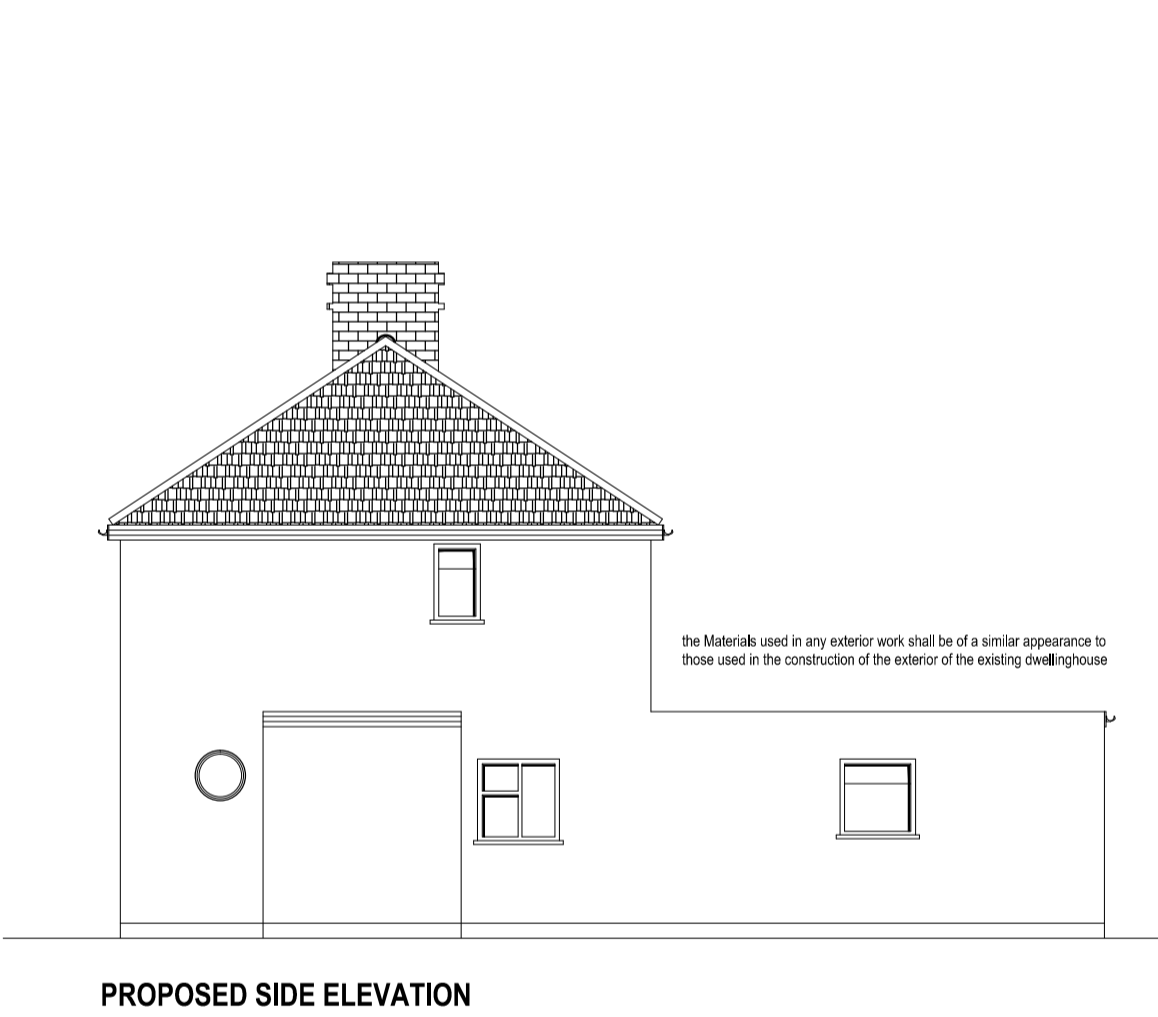 the Materials used in any exterior work shall be of a similar appearance to
those used in the construction of the exterior of the existing dwellinghouse
PROPOSED SIDE ELEVATION